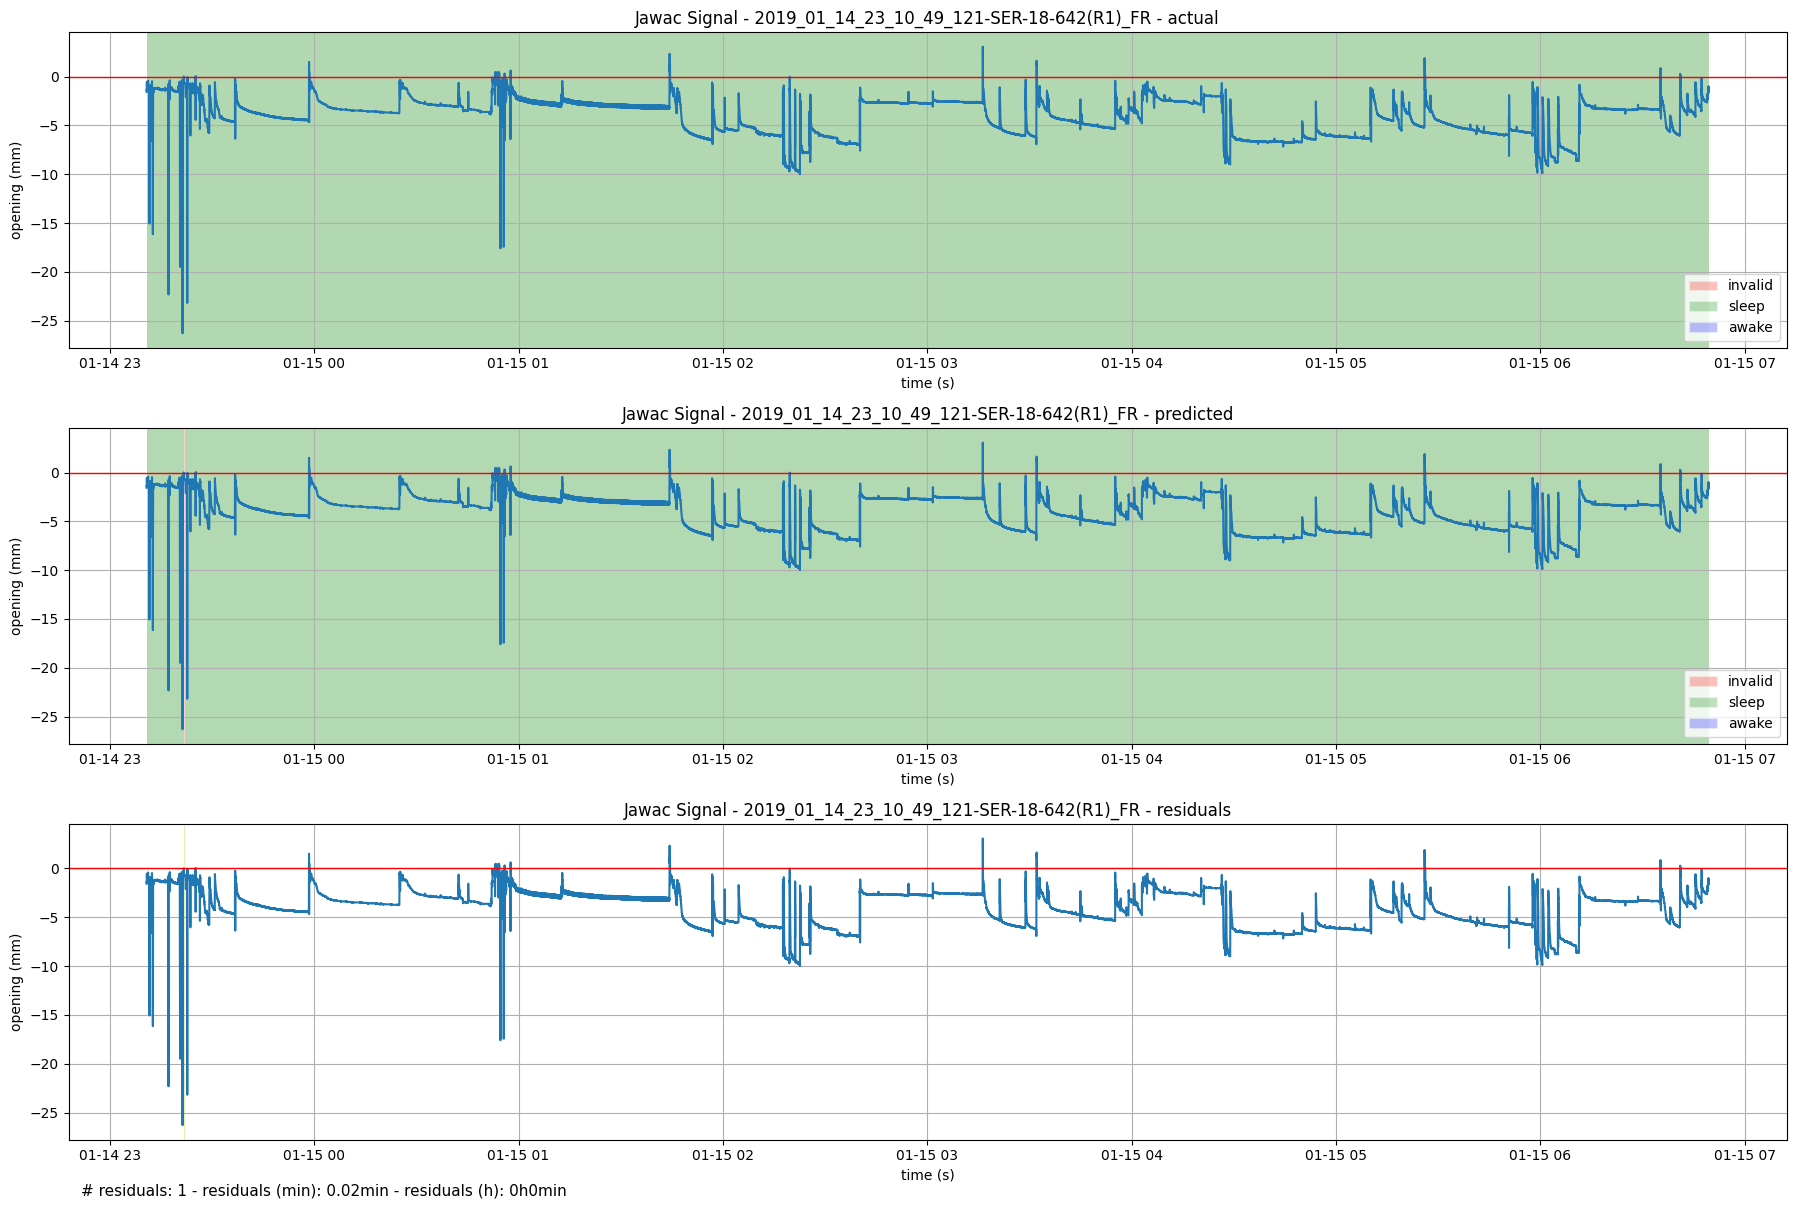 Jawac Signal - 2019_01_14_23_10_49_121-SER-18-642(R1)_FR - actual
opening (mm)
0
−5
−10
−15
−20
−25
invalid
sleep
awake
01-14 23 01-15 00 01-15 01 01-15 02 01-15 03 01-15 04 01-15 05 01-15 06 01-15 07
time (s)
Jawac Signal - 2019_01_14_23_10_49_121-SER-18-642(R1)_FR - predicted
opening (mm)
0
−5
−10
−15
−20
−25
invalid
sleep
awake
01-14 23 01-15 00 01-15 01 01-15 02 01-15 03 01-15 04 01-15 05 01-15 06 01-15 07
time (s)
Jawac Signal - 2019_01_14_23_10_49_121-SER-18-642(R1)_FR - residuals
opening (mm)
0
−5
−10
−15
−20
−25
01-14 23 01-15 00 01-15 01 01-15 02 01-15 03 01-15 04 01-15 05 01-15 06 01-15 07
time (s)
# residuals: 1 - residuals (min): 0.02min - residuals (h): 0h0min